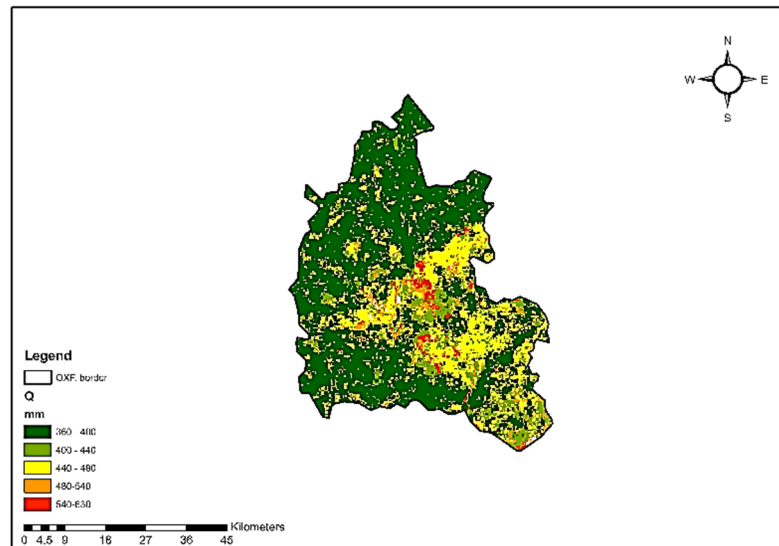 N
W E
S
Legend
OXF. border
Q
mm
360 - 400
400 - 440
440 - 480
480-540
540-630
Kilometers
0 4.5 9 18 27 36 45